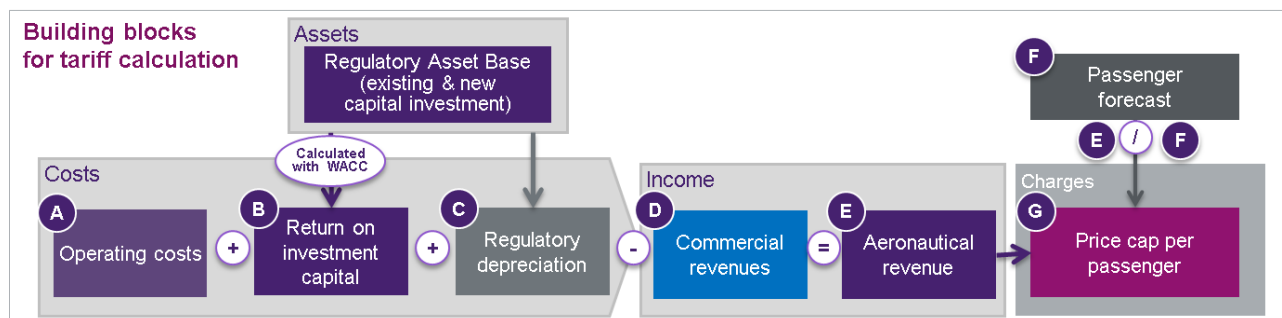 Building blocks
for tariff calculation
Assets
Regulatory Asset Base
(existing & new
capital investment)
Calculated
with WACC
Costs
A
Operating costs
+
B
Return on
investment
capital
+
C
Regulatory
depreciation
-
Income
D
Commercial
revenues
=
E
Aeronautical
revenue
F
Passenger
forecast
E / F
Charges
G
Price cap per
passenger